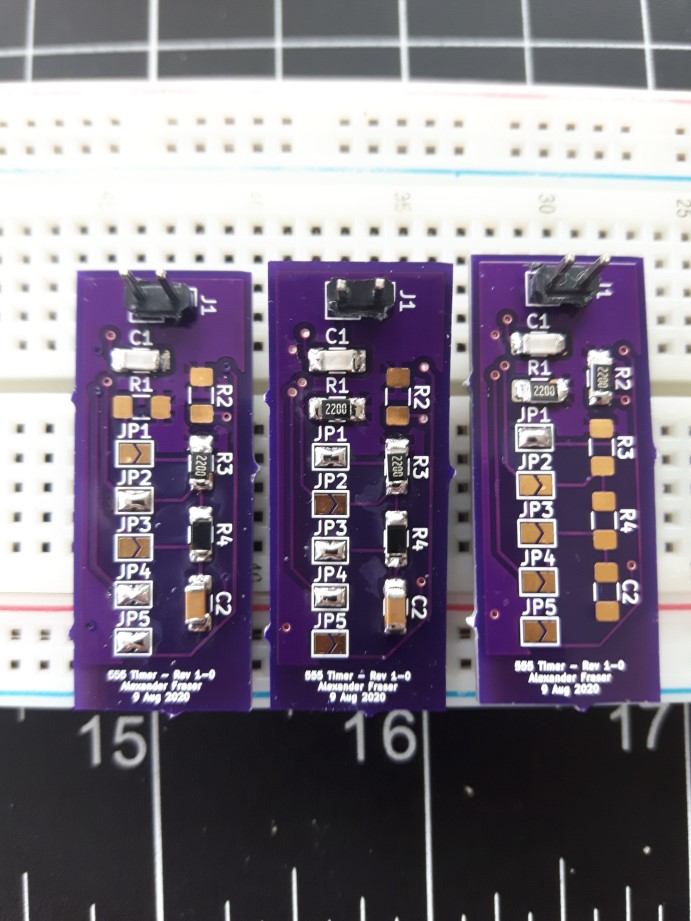 35
30
25
J1
C1
R1
R2
JP1
R3
2200
JP2
JP3
R4
JP4
C2
JP5
555 Timer - Rev 1-0
Alexander Fraser
9 Aug 2020
J1
C1
R1
R2
2200
JP1
R3
2200
JP2
JP3
R4
JP4
C2
JP5
555 Timer - Rev 1-0
Alexander Fraser
9 Aug 2020
C1
R1
R2
2200
2200
JP1
R3
JP2
JP3
R4
JP4
C2
JP5
555 Timer - Rev 1-0
Alexander Fraser
9 Aug 2020
15
16
17